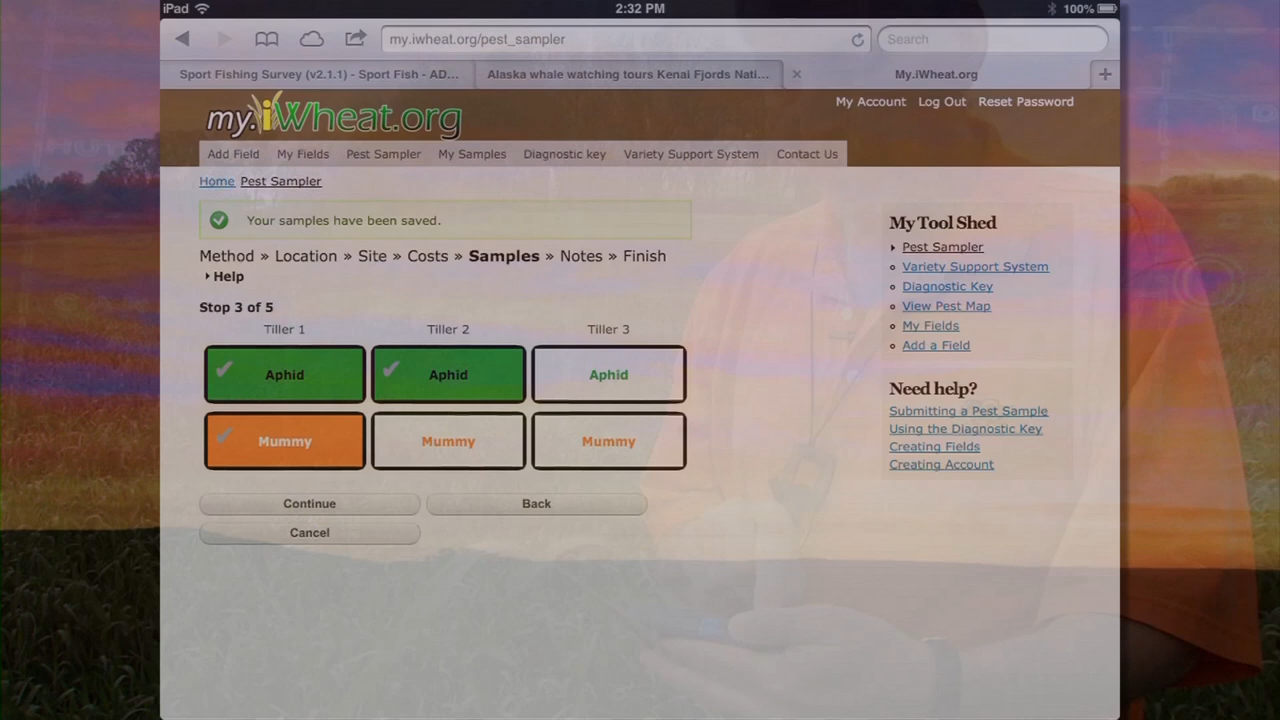 iPad 2:32 PM 100%
my.iwheat.org/pest_sampler Search
Sport Fishing Survey (v2.1.1) - Sport Fish - AD... Alaska whale watching tours Kenai Fjords Nati... My.iWheat.org
my.iWheat.org
My Account Log Out Reset Password
Add Field My Fields Pest Sampler My Samples Diagnostic key Variety Support System Contact Us
Home Pest Sampler
Your samples have been saved.
Method » Location » Site » Costs » Samples » Notes » Finish
Help
Stop 3 of 5
Tiller 1 Tiller 2 Tiller 3
Aphid Aphid Aphid
Mummy Mummy Mummy
Continue Back
Cancel
My Tool Shed
Pest Sampler
Variety Support System
Diagnostic Key
View Pest Map
My Fields
Add a Field
Need help?
Submitting a Pest Sample
Using the Diagnostic Key
Creating Fields
Creating Account